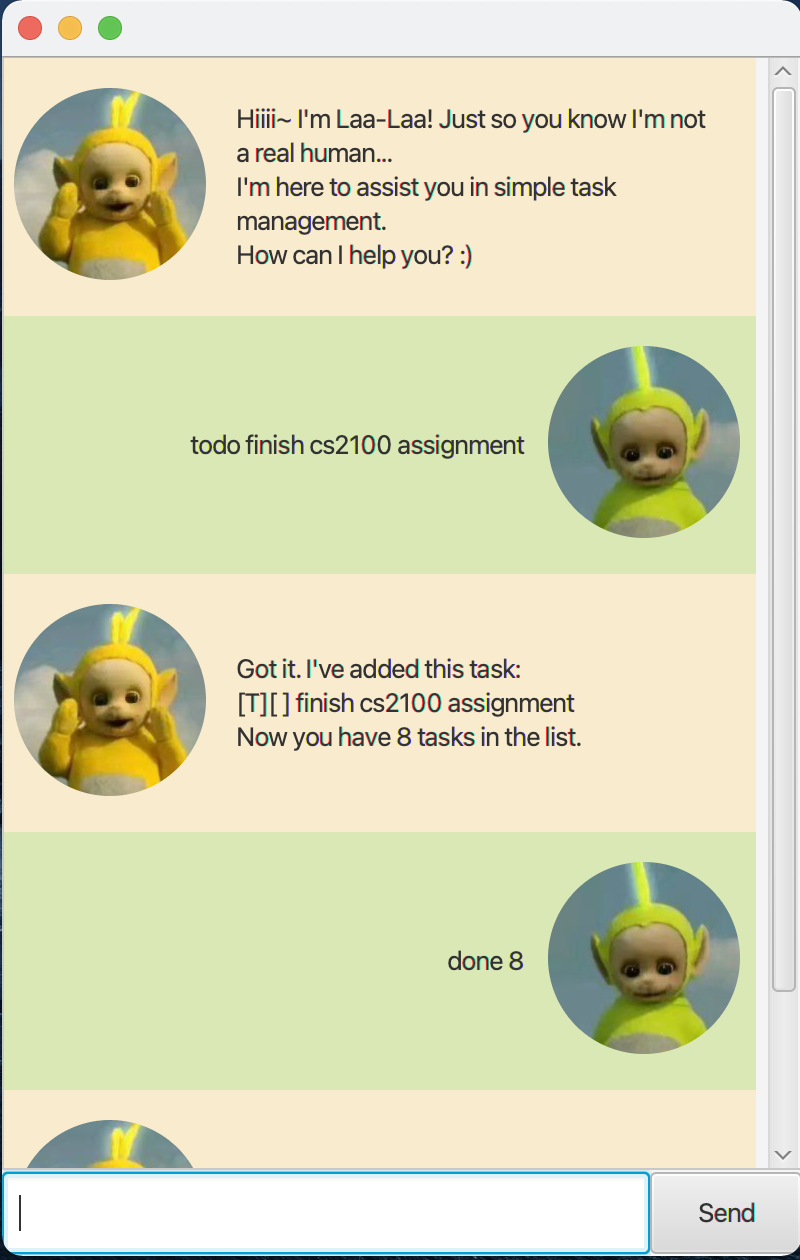 Hiiii~ I'm Laa-Laa! Just so you know I'm not
a real human...
I'm here to assist you in simple task
management.
How can I help you? :)
todo finish cs2100 assignment
Got it. I've added this task:
[T][ ] finish cs2100 assignment
Now you have 8 tasks in the list.
done 8
Send